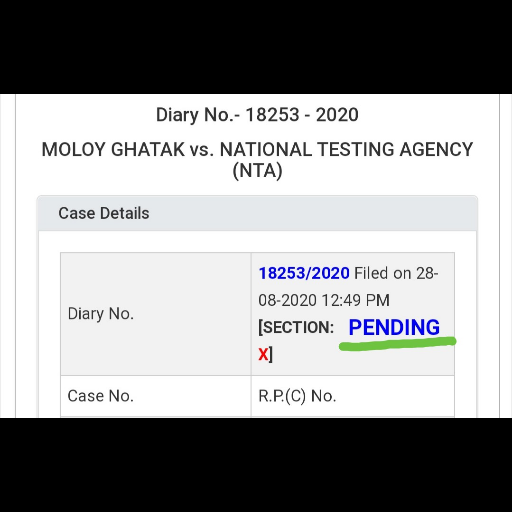 Diary No.- 18253 - 2020
MOLOY GHATAK vs. NATIONAL TESTING AGENCY
(NTA)
Case Details
Diary No.
18253/2020 Filed on 28-
08-2020 12:49 PM
[SECTION: PENDING
X]
Case No.
R.P.(C) No.